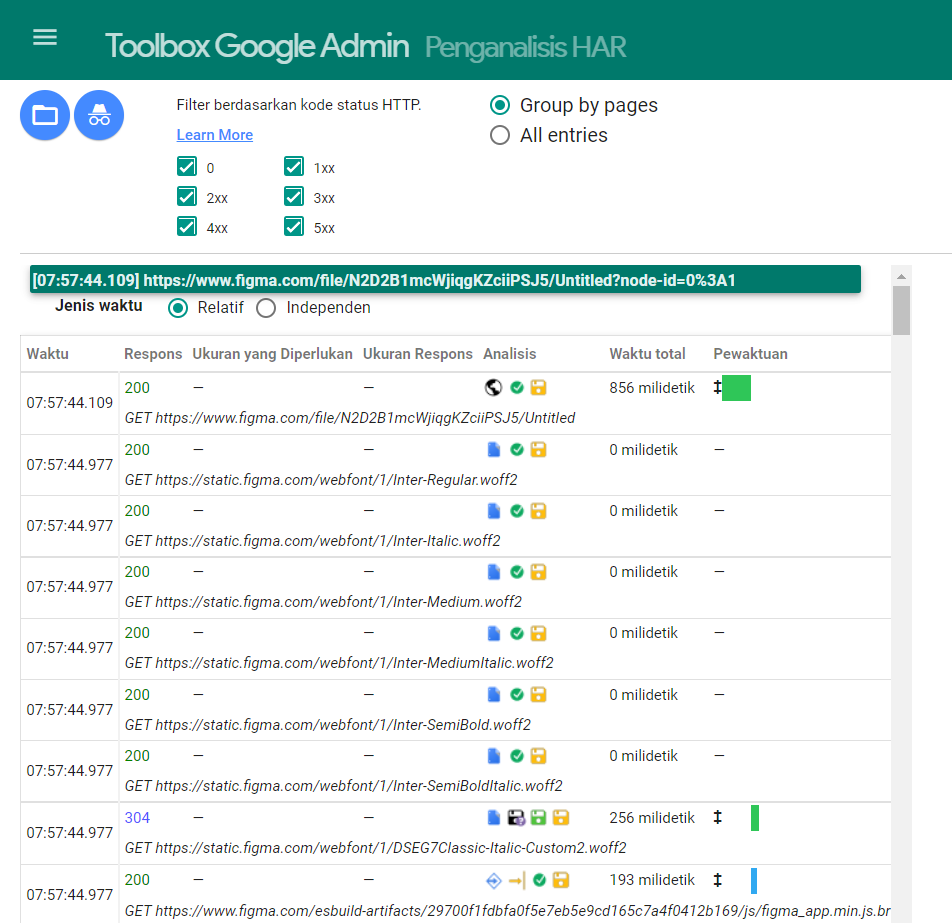 Toolbox Google Admin Penganalisis HAR
Filter berdasarkan kode status HTTP.
Learn More
0 1xx
2xx 3xx
4xx 5xx
Group by pages
All entries
[07:57:44.109] https://www.figma.com/file/N2D2B1mcWjiqgKZciiPSJ5/Untitled?node-id=0%3A1
Jenis waktu Relatif Independen
Waktu Respons Ukuran yang Diperlukan Ukuran Respons Analisis Waktu total Pewaktuan
07:57:44.109 200 — — 856 milidetik ‡
GET https://www.figma.com/file/N2D2B1mcWjiqgKZciiPSJ5/Untitled
07:57:44.977 200 — — 0 milidetik —
GET https://static.figma.com/webfont/1/Inter-Regular.woff2
07:57:44.977 200 — — 0 milidetik —
GET https://static.figma.com/webfont/1/Inter-Italic.woff2
07:57:44.977 200 — — 0 milidetik —
GET https://static.figma.com/webfont/1/Inter-Medium.woff2
07:57:44.977 200 — — 0 milidetik —
GET https://static.figma.com/webfont/1/Inter-MediumItalic.woff2
07:57:44.977 200 — — 0 milidetik —
GET https://static.figma.com/webfont/1/Inter-SemiBold.woff2
07:57:44.977 200 — — 0 milidetik —
GET https://static.figma.com/webfont/1/Inter-SemiBoldItalic.woff2
07:57:44.977 304 — — 256 milidetik ‡
GET https://static.figma.com/webfont/1/DSEG7Classic-Italic-Custom2.woff2
07:57:44.977 200 — — 193 milidetik ‡
GET https://www.figma.com/esbuild-artifacts/29700f1fdbfa0f5e7eb5e9cd165c7a4f0412b169/js/figma_app.min.js.br